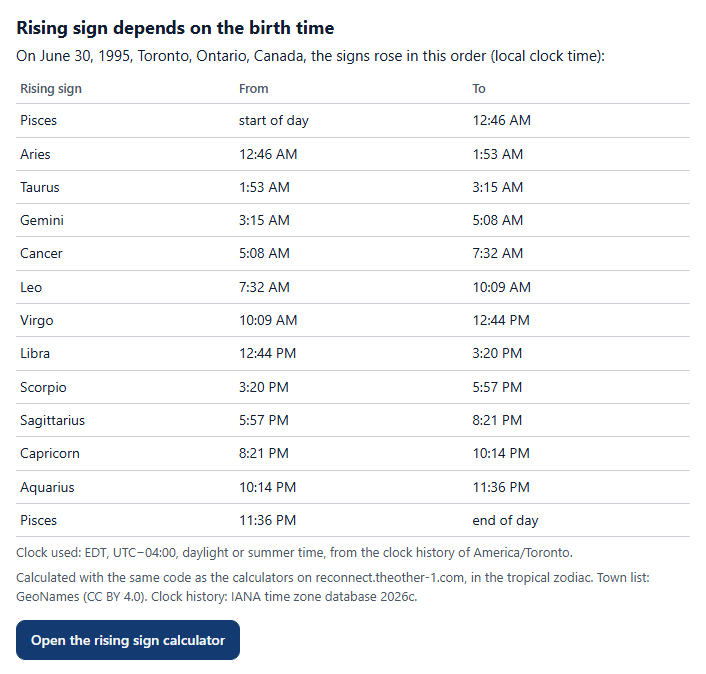 Rising sign depends on the birth time
On June 30, 1995, Toronto, Ontario, Canada, the signs rose in this order (local clock time):
Rising sign From To
Pisces start of day 12:46 AM
Aries 12:46 AM 1:53 AM
Taurus 1:53 AM 3:15 AM
Gemini 3:15 AM 5:08 AM
Cancer 5:08 AM 7:32 AM
Leo 7:32 AM 10:09 AM
Virgo 10:09 AM 12:44 PM
Libra 12:44 PM 3:20 PM
Scorpio 3:20 PM 5:57 PM
Sagittarius 5:57 PM 8:21 PM
Capricorn 8:21 PM 10:14 PM
Aquarius 10:14 PM 11:36 PM
Pisces 11:36 PM end of day
Clock used: EDT, UTC−04:00, daylight or summer time, from the clock history of America/Toronto.
Calculated with the same code as the calculators on reconnect.theother-1.com, in the tropical zodiac. Town list:
GeoNames (CC BY 4.0). Clock history: IANA time zone database 2026c.
Open the rising sign calculator